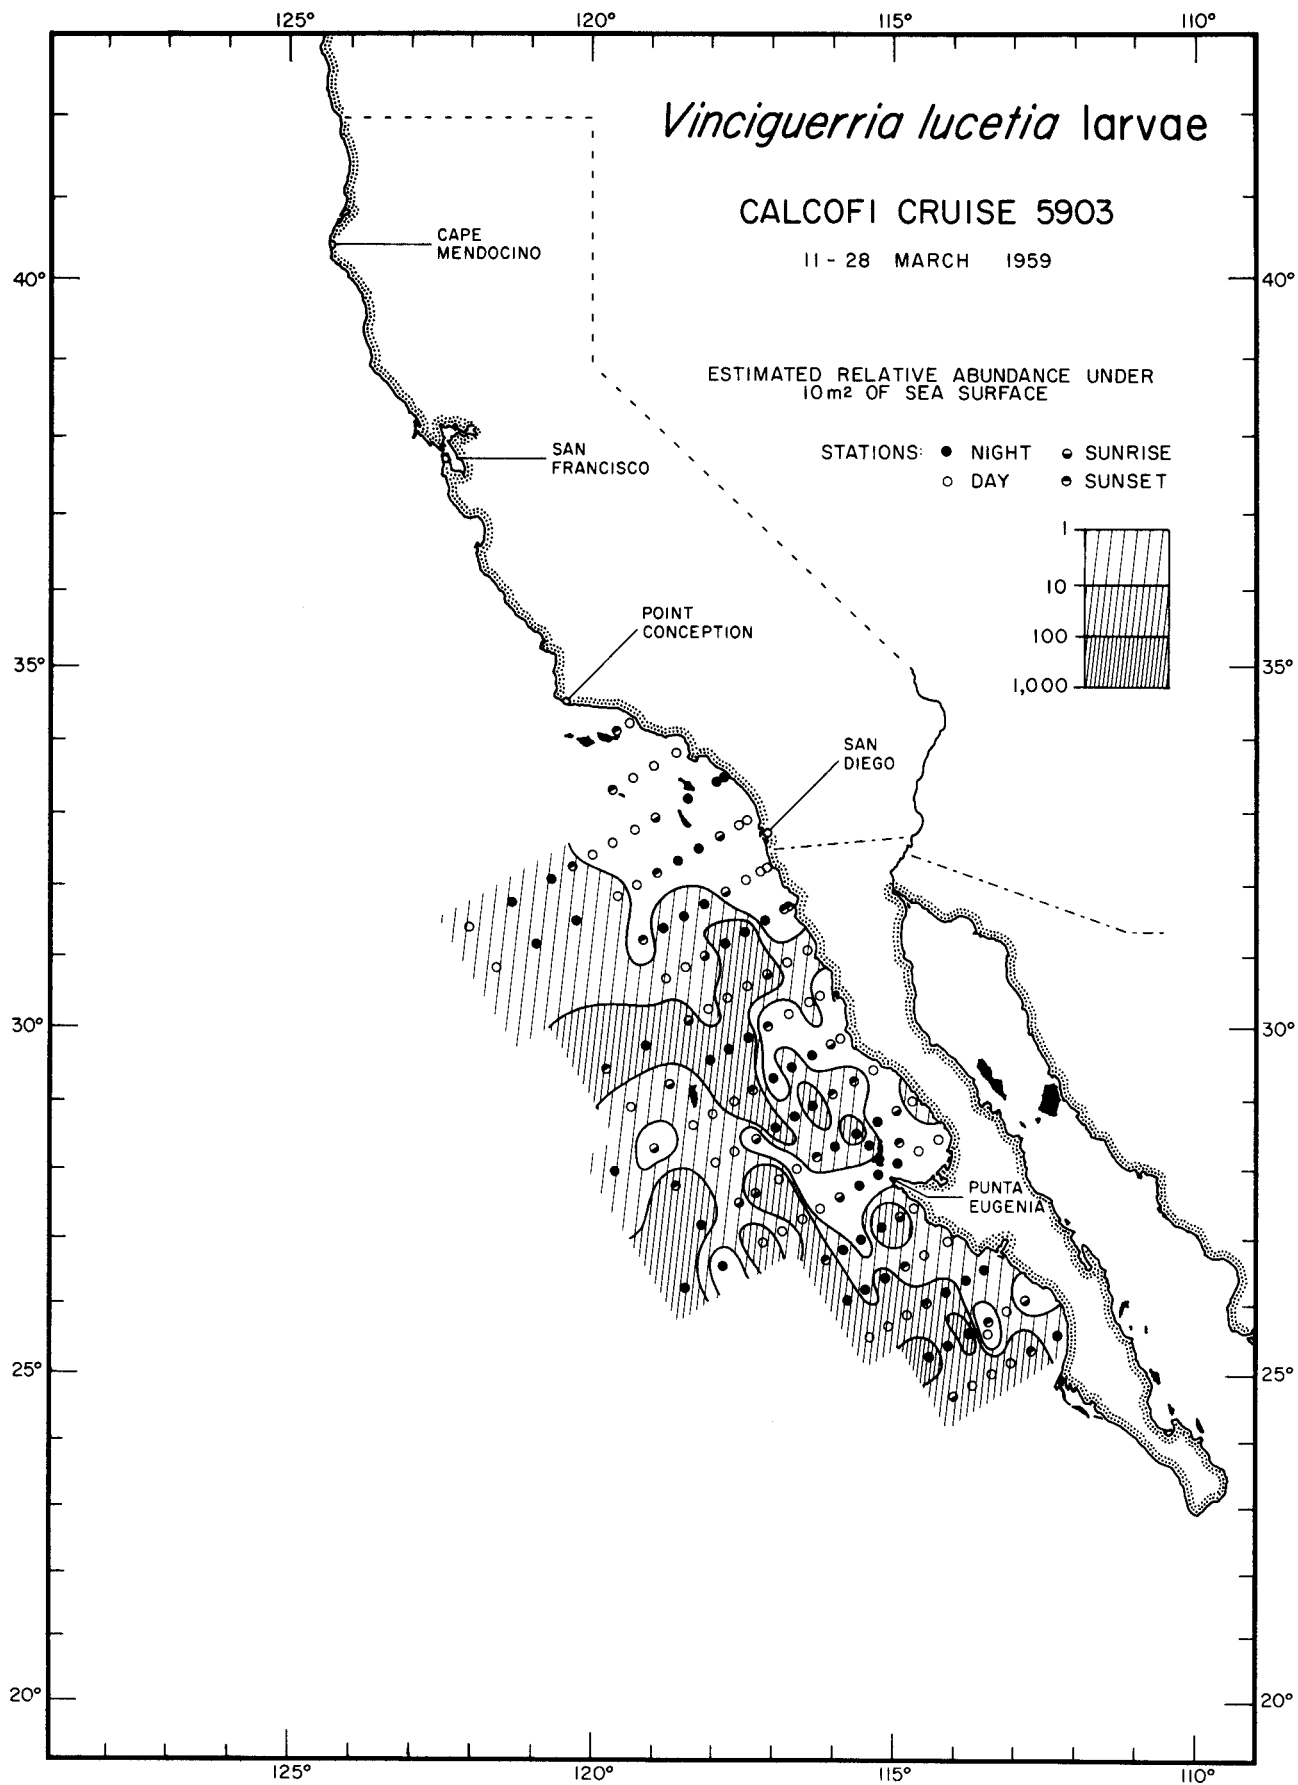 125° 120° 115° 110°
Vinciguerria lucetia larvae
CALCOFI CRUISE 5903
11-28 MARCH 1959
CAPE
MENDOCINO
40° 40°
ESTIMATED RELATIVE ABUNDANCE UNDER
10m2 OF SEA SURFACE
SAN
FRANCISCO
STATIONS: NIGHT SUNRISE
DAY SUNSET
1
10
100
1,000
POINT
CONCEPTION
35° 35°
SAN
DIEGO
30° 30°
PUNTA
EUGENIA
25° 25°
20° 20°
125° 120° 115° 110°